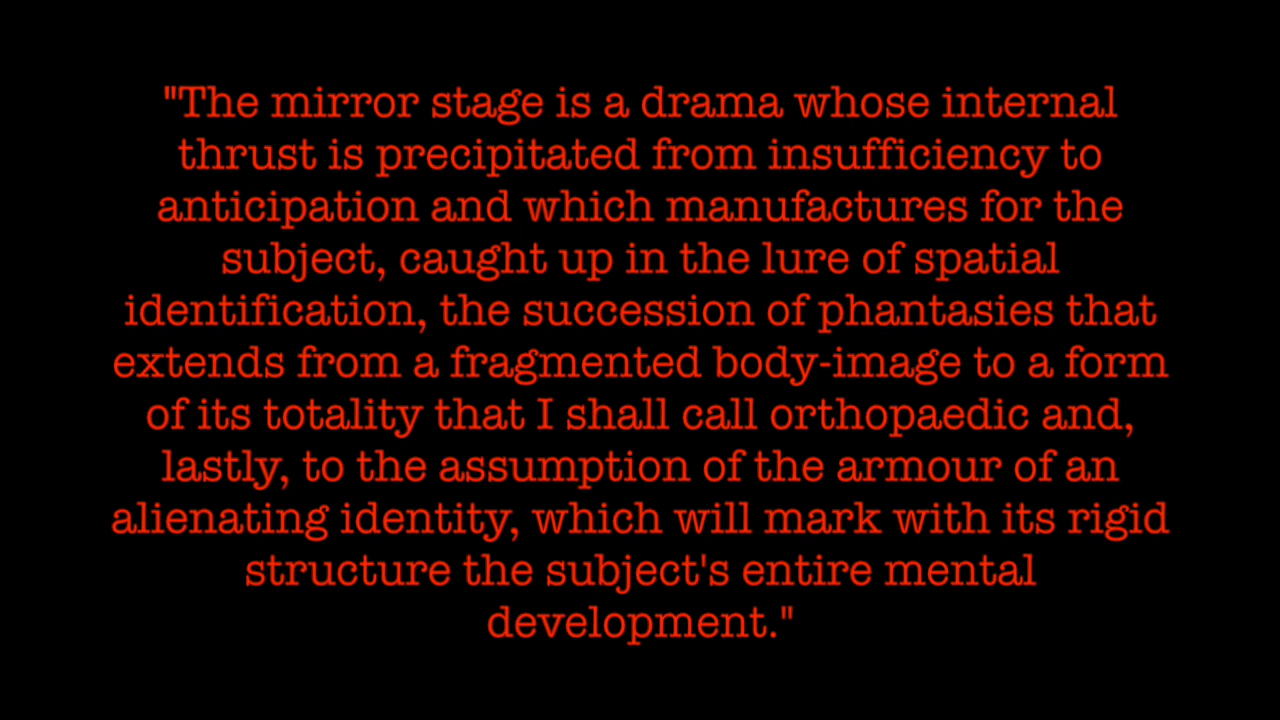 "The mirror stage is a drama whose internal
thrust is precipitated from insufficiency to
anticipation and which manufactures for the
subject, caught up in the lure of spatial
identification, the succession of phantasies that
extends from a fragmented body-image to a form
of its totality that I shall call orthopaedic and,
lastly, to the assumption of the armour of an
alienating identity, which will mark with its rigid
structure the subject's entire mental
development."